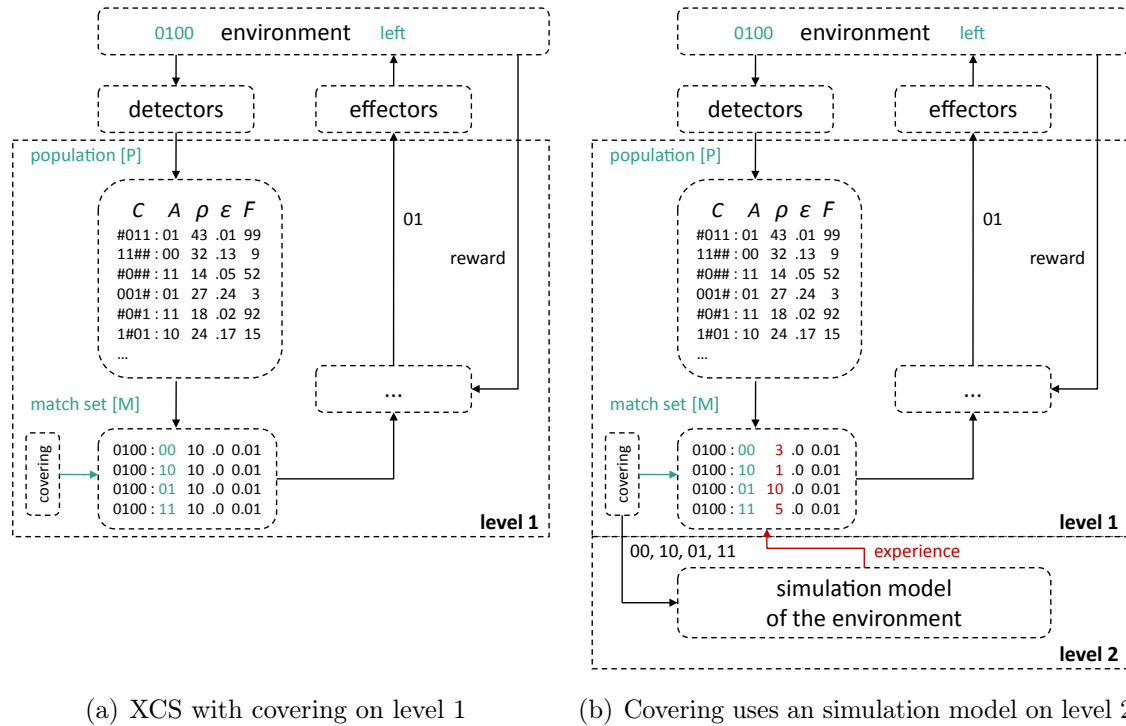 0100 environment left
detectors
effectors
population [P]
C A ρ ε F
#011 : 01 43 .01 99
11## : 00 32 .13 9
#0## : 11 14 .05 52
001# : 01 27 .24 3
#0#1 : 11 18 .02 92
1#01 : 10 24 .17 15
...
01
reward
...
match set [M]
covering
0100 : 00 10 .0 0.01
0100 : 10 10 .0 0.01
0100 : 01 10 .0 0.01
0100 : 11 10 .0 0.01
level 1
(a) XCS with covering on level 1
0100 environment left
detectors
effectors
population [P]
C A ρ ε F
#011 : 01 43 .01 99
11## : 00 32 .13 9
#0## : 11 14 .05 52
001# : 01 27 .24 3
#0#1 : 11 18 .02 92
1#01 : 10 24 .17 15
...
01
reward
...
match set [M]
covering
0100 : 00 3 .0 0.01
0100 : 10 1 .0 0.01
0100 : 01 10 .0 0.01
0100 : 11 5 .0 0.01
level 1
00, 10, 01, 11
experience
simulation model
of the environment
level 2
(b) Covering uses an simulation model on level 2